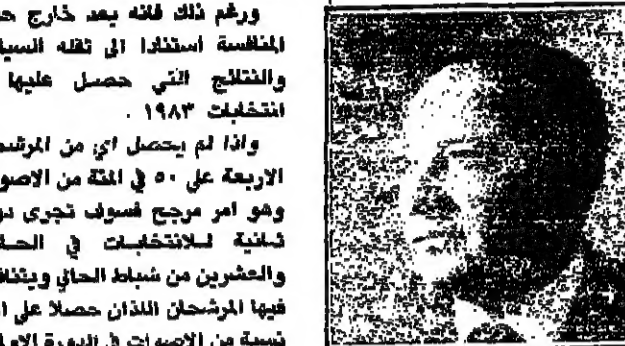 ورغم ذلك فانه يعد خارج
المنافسة استنادا الى ثقله
والنتائج التي حصل عليها
انتخابات ١٩٨٣ .
واذا لم يحصل اي من
الاربعة على ٥٠ في المئة من
وهو امر مرجح فسوف تجرى
ثانية للانتخابات في
والعشرين من شباط الحالي
فيها المرشحان اللذان حصلا على
نسبة من الاصوات في الدورة